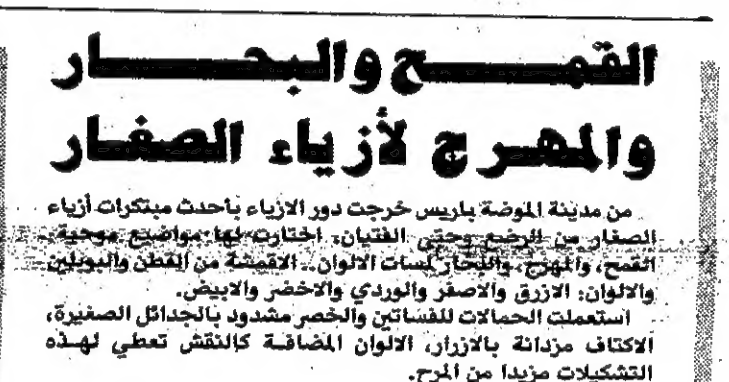 القمح والبحار
والمهرج لأزياء الصغار
من مدينة الموضة باريس خرجت دور الازياء بأحدث مبتكرات أزياء
الصغار من الرضع وحتى الفتيان، اختارت لها مواضيع موحية..
القمح، والمهرج، والبحار لمسات الالوان.. الاقمشة من القطن والبوبلين
والالوان: الازرق والاصفر والوردي والاخضر والابيض.
استعملت الحمالات للفساتين والخصر مشدود بالجدائل الصغيرة،
الاكتاف مزدانة بالازرار، الالوان المضافة كالنقش تعطي لهذه
التشكيلات مزيدا من المرح.